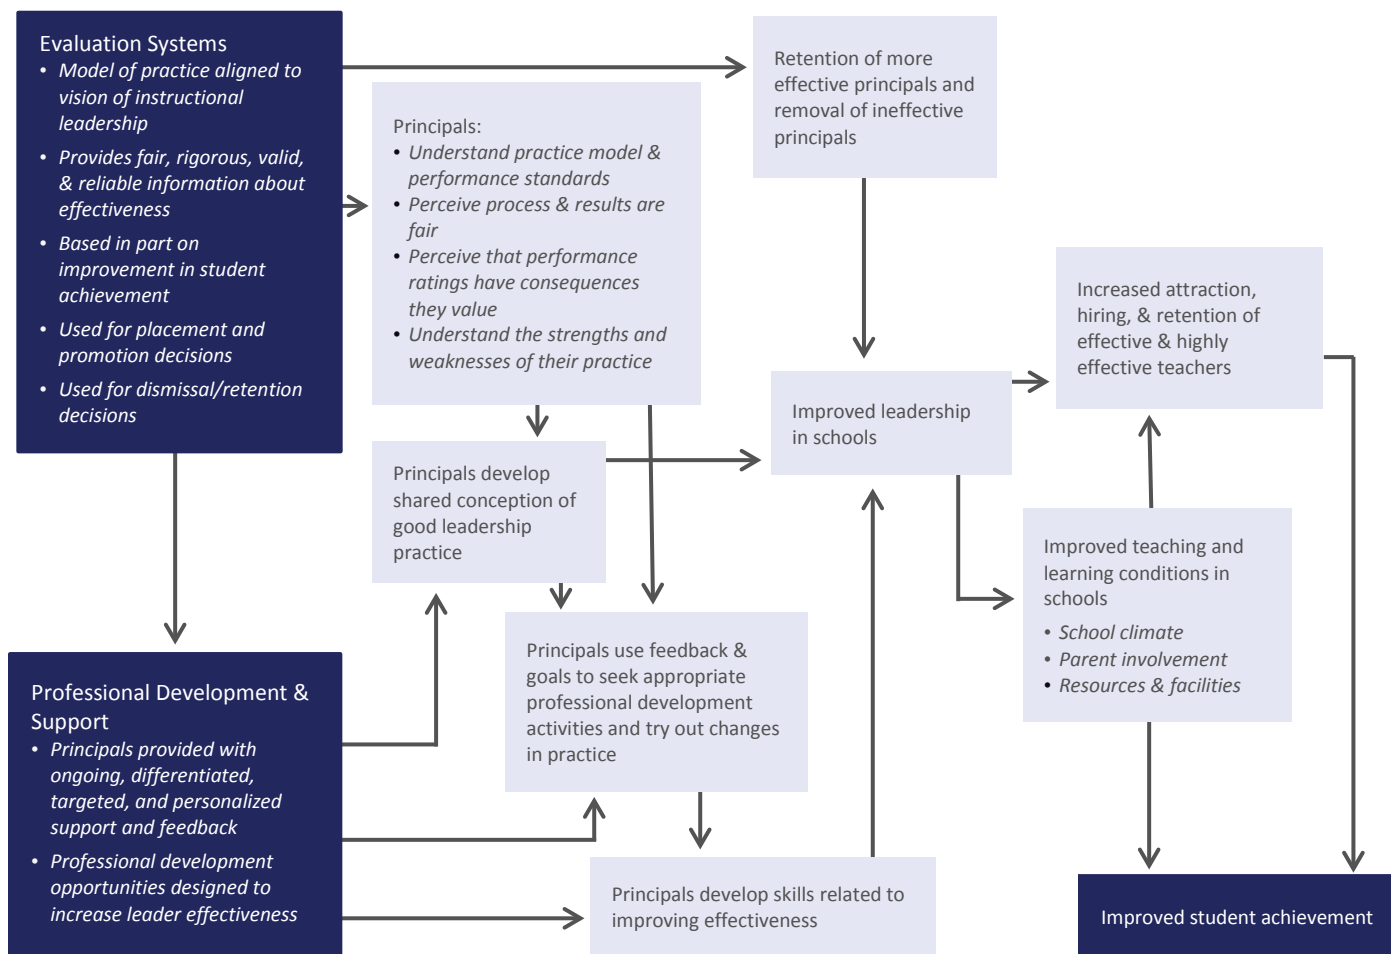 Evaluation Systems
• Model of practice aligned to
vision of instructional
leadership
• Provides fair, rigorous, valid,
& reliable information about
effectiveness
• Based in part on
improvement in student
achievement
• Used for placement and
promotion decisions
• Used for dismissal/retention
decisions
Principals:
• Understand practice model &
performance standards
• Perceive process & results are
fair
• Perceive that performance
ratings have consequences
they value
• Understand the strengths and
weaknesses of their practice
Retention of more
effective principals and
removal of ineffective
principals
Increased attraction,
hiring, & retention of
effective & highly
effective teachers
Improved leadership
in schools
Principals develop
shared conception of
good leadership
practice
Improved teaching and
learning conditions in
schools
• School climate
• Parent involvement
• Resources & facilities
Principals use feedback &
goals to seek appropriate
professional development
activities and try out changes
in practice
Professional Development &
Support
• Principals provided with
ongoing, differentiated,
targeted, and personalized
support and feedback
• Professional development
opportunities designed to
increase leader effectiveness
Principals develop skills related to
improving effectiveness
Improved student achievement